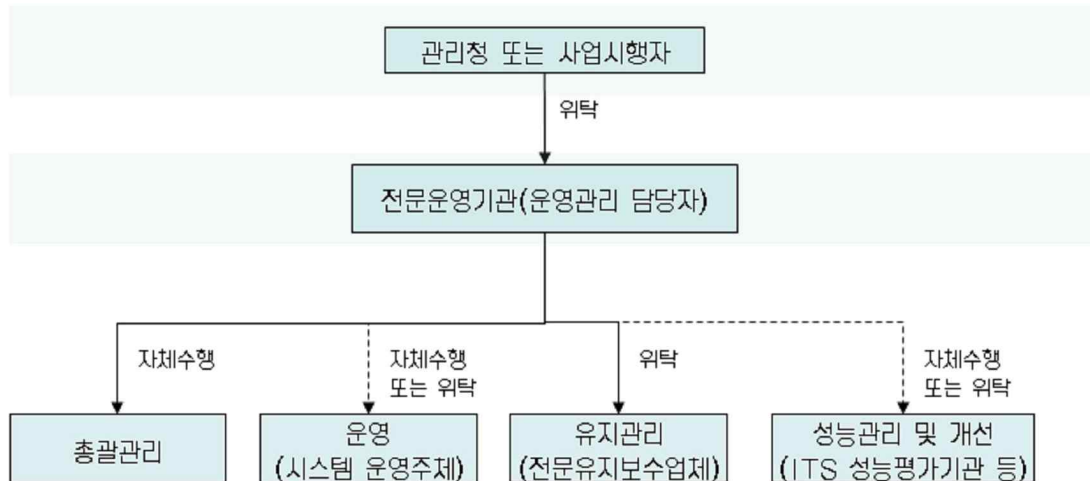 관리청 또는 사업시행자
위탁
전문운영기관(운영관리 담당자)
자체수행
자체수행
또는 위탁
위탁
자체수행
또는 위탁
총괄관리
운영
(시스템 운영주체)
유지관리
(전문유지보수업체)
성능관리 및 개선
(ITS 성능평가기관 등)